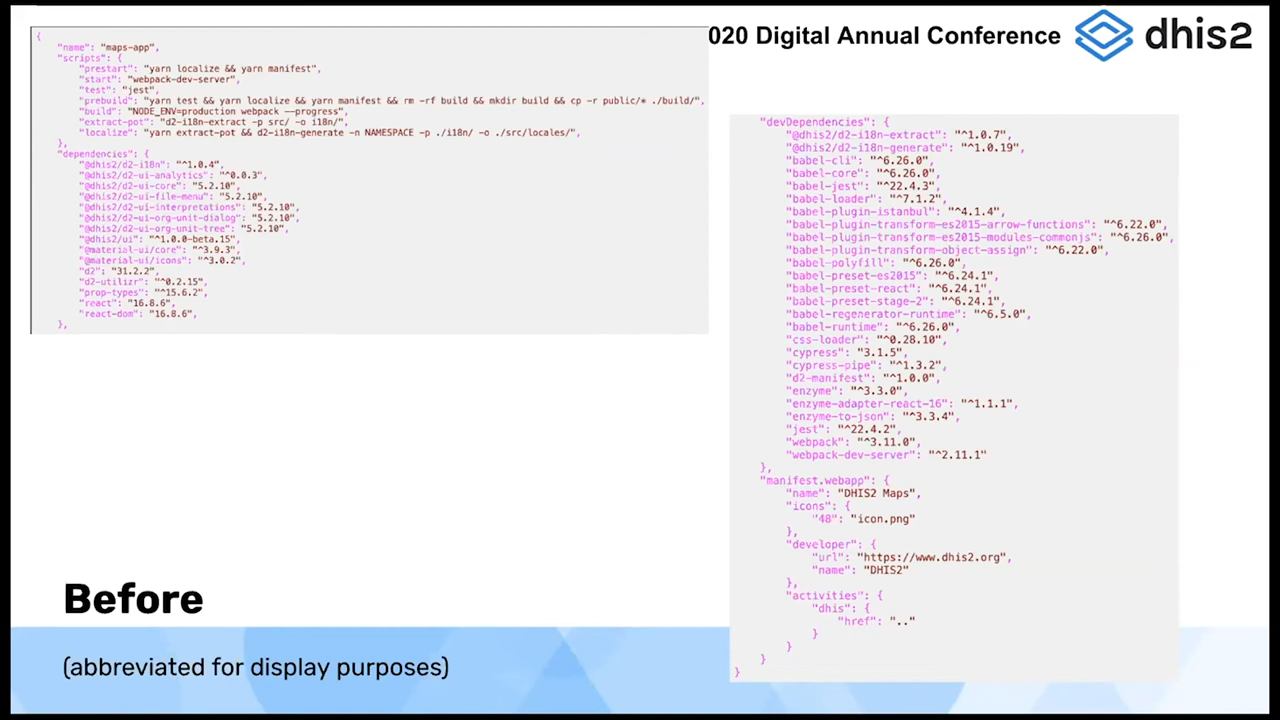 020 Digital Annual Conference
dhis2
{
"name": "maps-app",
"scripts": {
"prestart": "yarn localize && yarn manifest",
"start": "webpack-dev-server",
"test": "jest",
"prebuild": "yarn test && yarn localize && yarn manifest && rm -rf build && mkdir build && cp -r public/* ./build/",
"build": "NODE_ENV=production webpack --progress",
"extract-pot": "d2-i18n-extract -p src/ -o i18n/",
"localize": "yarn extract-pot && d2-i18n-generate -n NAMESPACE -p ./i18n/ -o ./src/locales/",
},
"dependencies": {
"@dhis2/d2-i18n": "^1.0.4",
"@dhis2/d2-ui-analytics": "^0.0.3",
"@dhis2/d2-ui-core": "5.2.10",
"@dhis2/d2-ui-file-menu": "5.2.10",
"@dhis2/d2-ui-interpretations": "5.2.10",
"@dhis2/d2-ui-org-unit-dialog": "5.2.10",
"@dhis2/d2-ui-org-unit-tree": "5.2.10",
"@dhis2/ui": "^1.0.0-beta.15",
"@material-ui/core": "^3.9.3",
"@material-ui/icons": "^3.0.2",
"d2": "31.2.2",
"d2-utilizr": "^0.2.15",
"prop-types": "^15.6.2",
"react": "16.8.6",
"react-dom": "16.8.6",
},
"devDependencies": {
"@dhis2/d2-i18n-extract": "^1.0.7",
"@dhis2/d2-i18n-generate": "^1.0.19",
"babel-cli": "^6.26.0",
"babel-core": "^6.26.0",
"babel-jest": "^22.4.3",
"babel-loader": "^7.1.2",
"babel-plugin-istanbul": "^4.1.4",
"babel-plugin-transform-es2015-arrow-functions": "^6.22.0",
"babel-plugin-transform-es2015-modules-commonjs": "^6.26.0",
"babel-plugin-transform-object-assign": "^6.22.0",
"babel-polyfill": "^6.26.0",
"babel-preset-es2015": "^6.24.1",
"babel-preset-react": "^6.24.1",
"babel-preset-stage-2": "^6.24.1",
"babel-regenerator-runtime": "^6.5.0",
"babel-runtime": "^6.26.0",
"css-loader": "^0.28.10",
"cypress": "3.1.5",
"cypress-pipe": "^1.3.2",
"d2-manifest": "^1.0.0",
"enzyme": "^3.3.0",
"enzyme-adapter-react-16": "^1.1.1",
"enzyme-to-json": "^3.3.4",
"jest": "^22.4.2",
"webpack": "^3.11.0",
"webpack-dev-server": "^2.11.1"
},
"manifest.webapp": {
"name": "DHIS2 Maps",
"icons": {
"48": "icon.png"
},
"developer": {
"url": "https://www.dhis2.org",
"name": "DHIS2"
},
"activities": {
"dhis": {
"href": ".."
}
}
}
}
Before
(abbreviated for display purposes)